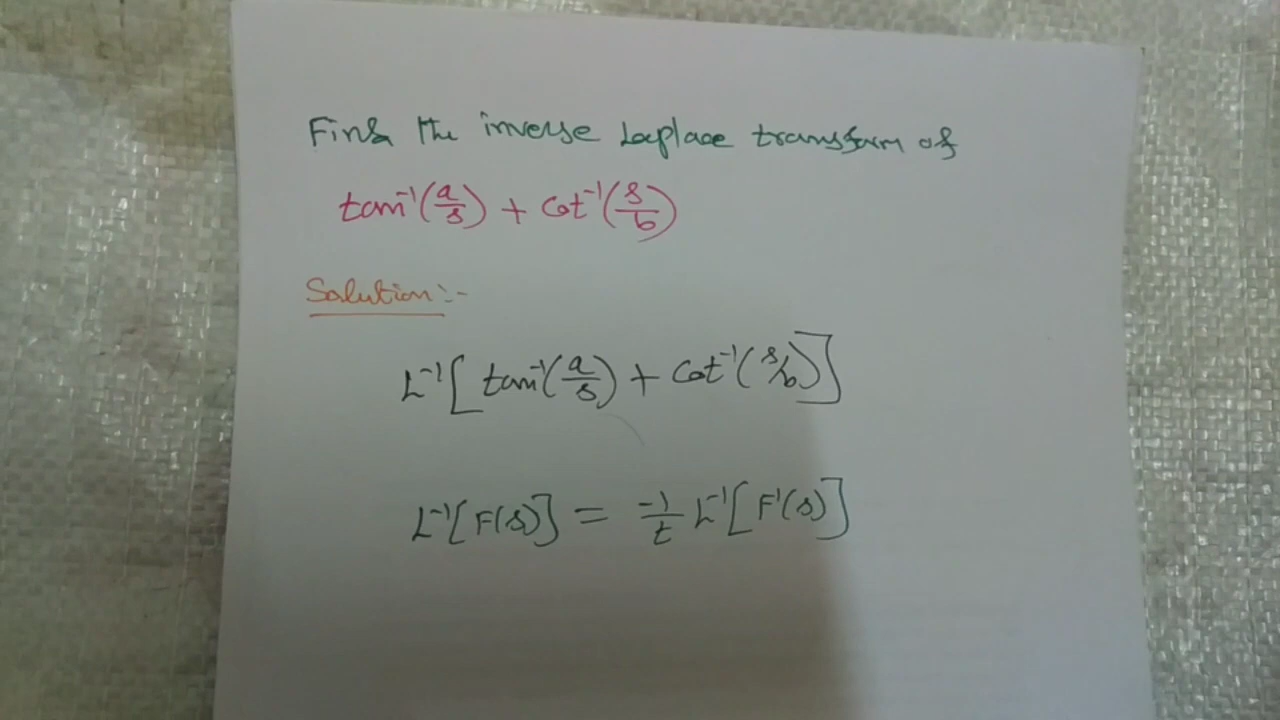 Find the inverse Laplace transform of
tan⁻¹(a/s) + cot⁻¹(s/b)
Solution:-
L⁻¹[tan⁻¹(a/s) + cot⁻¹(s/b)]
L⁻¹[F(s)] = -1/t L⁻¹[F'(s)]